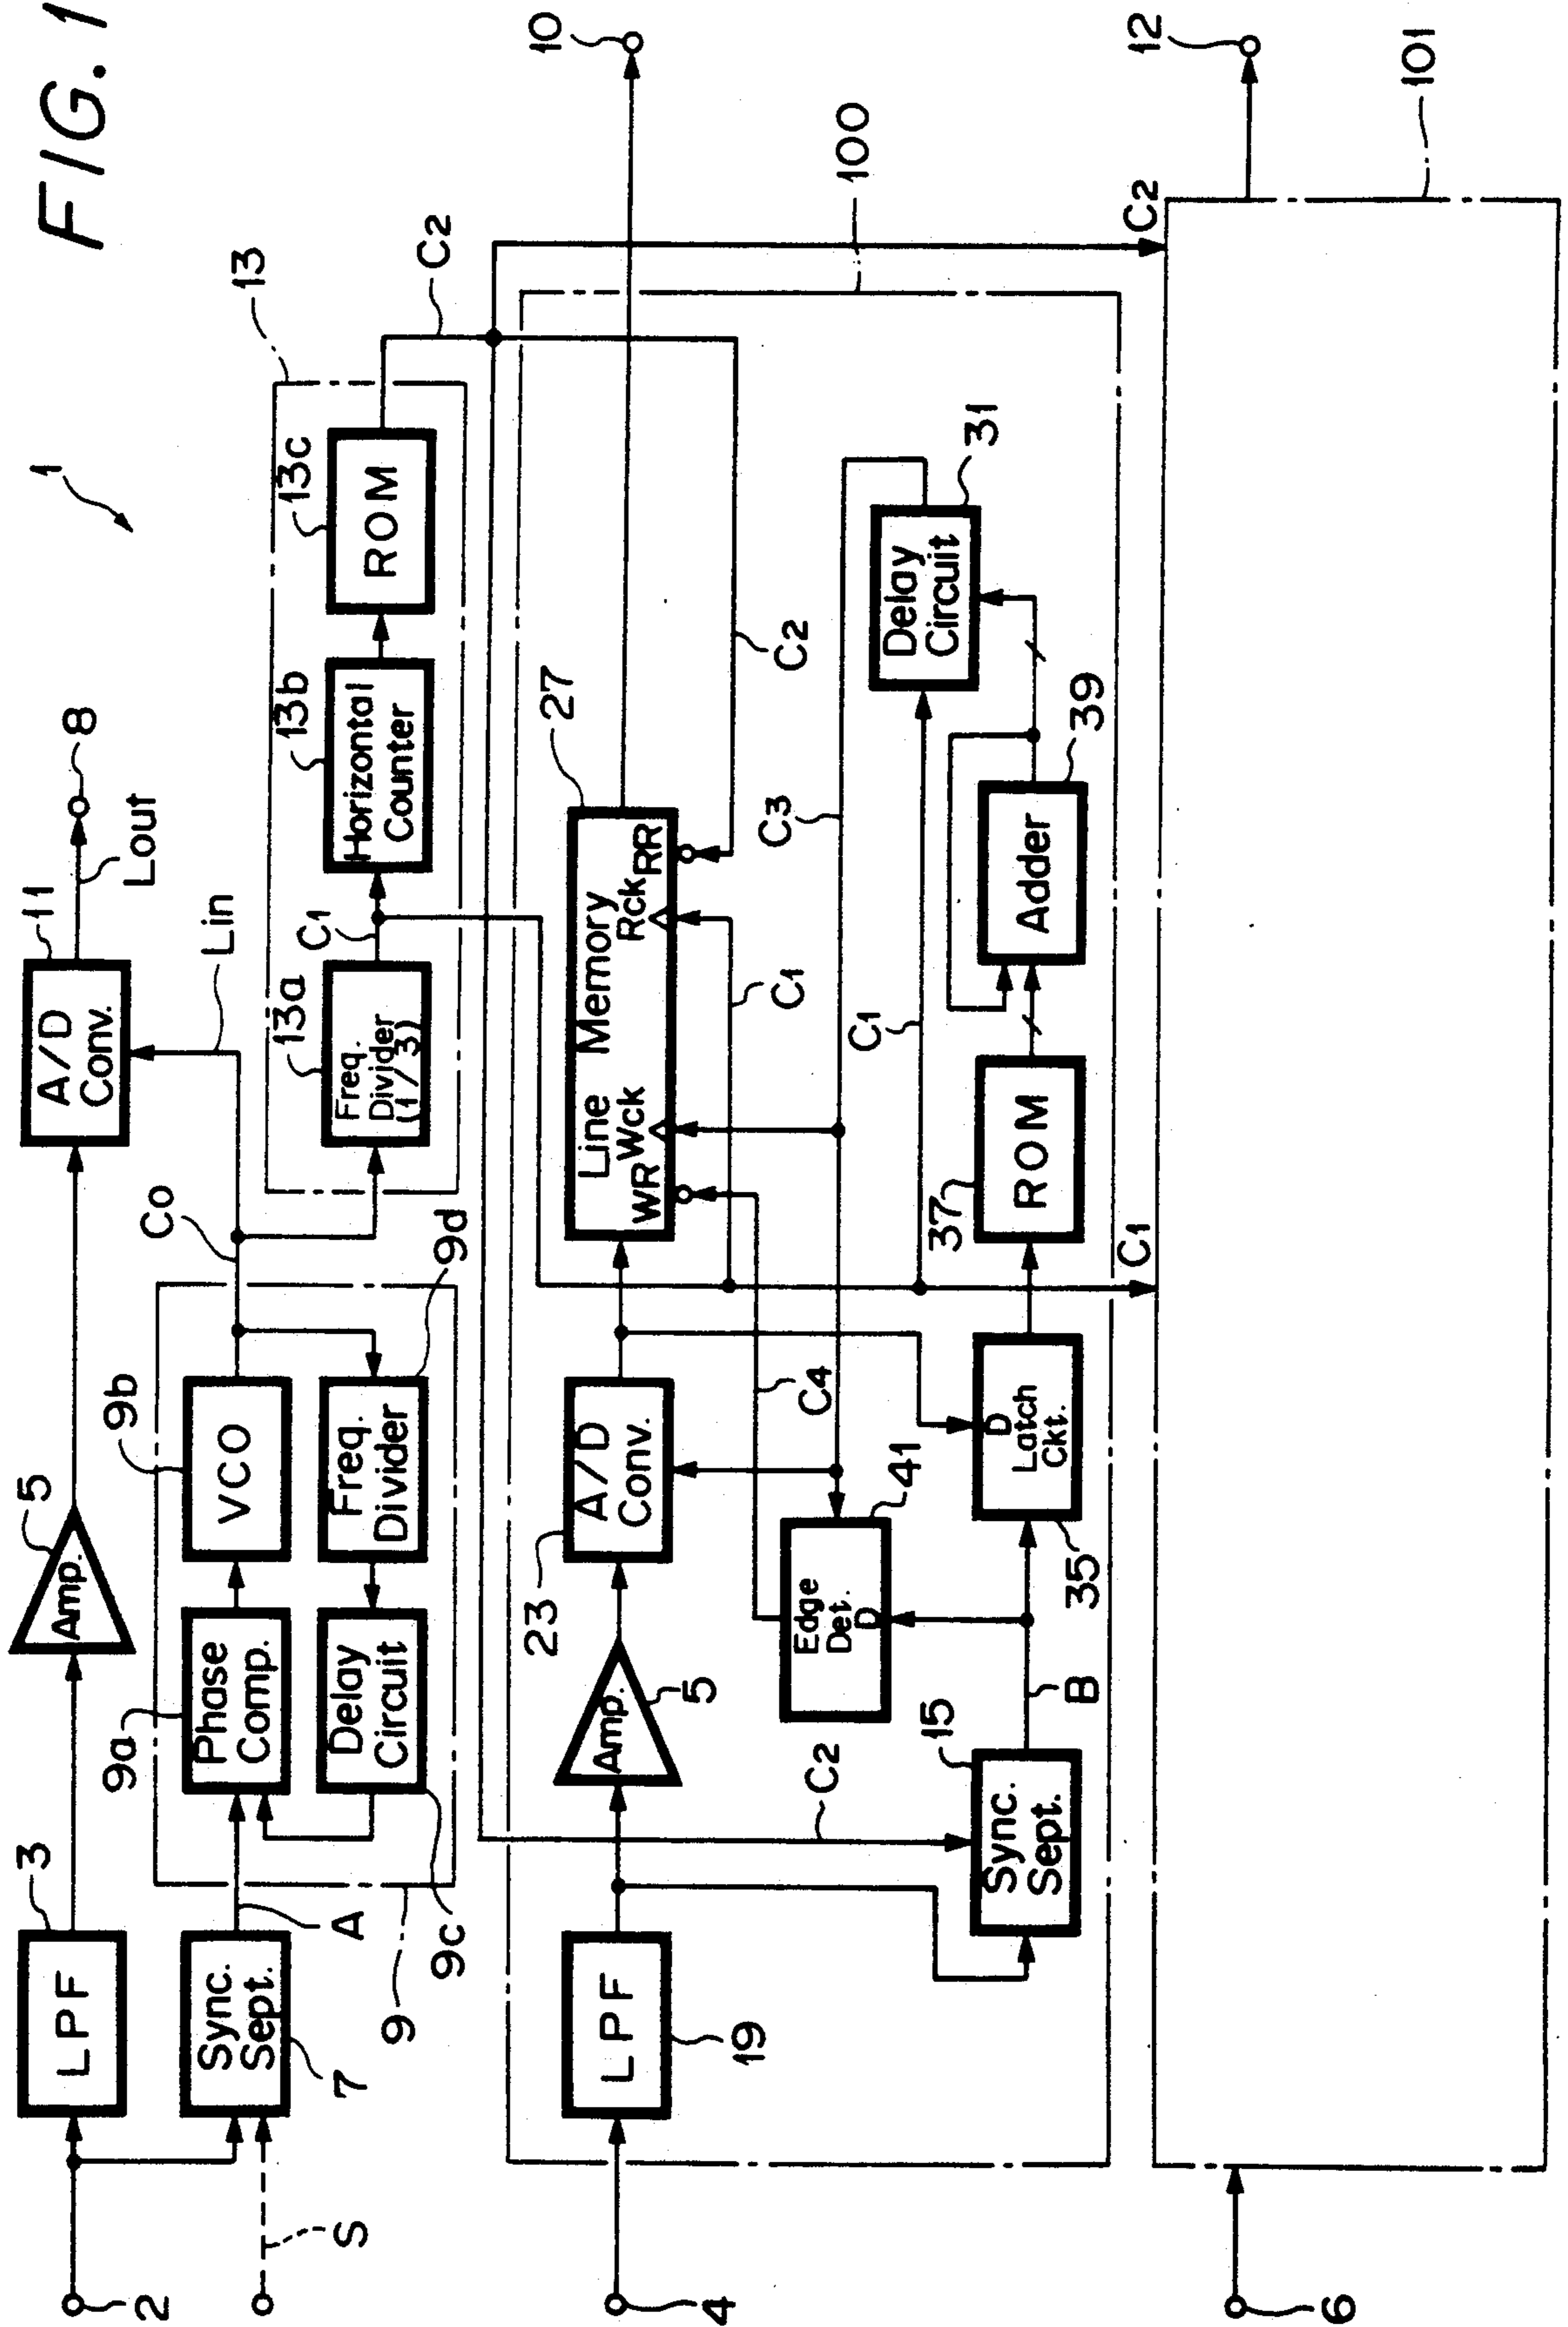 FIG. 1
1
2
LPF
3
Amp.
5
A/D
Conv.
11
Lout
8
Lin
S
Sync.
Sept.
7
A
9
9a
Phase
Comp.
9b
VCO
Co
9c
Delay
Circuit
9d
Freq.
Divider
13
13a
Freq.
Divider
(1/3)
C1
13b
Horizontal
Counter
13c
ROM
C2
4
LPF
19
Amp.
5
23
A/D
Conv.
27
Line Memory
WR
Wck
Rck
RR
10
100
C2
C2
C4
C3
C1
C1
Edge
Det.
D
41
15
Sync.
Sept.
B
D
Latch
Ckt.
35
37
ROM
Adder
39
Delay
Circuit
31
C1
C2
6
12
101